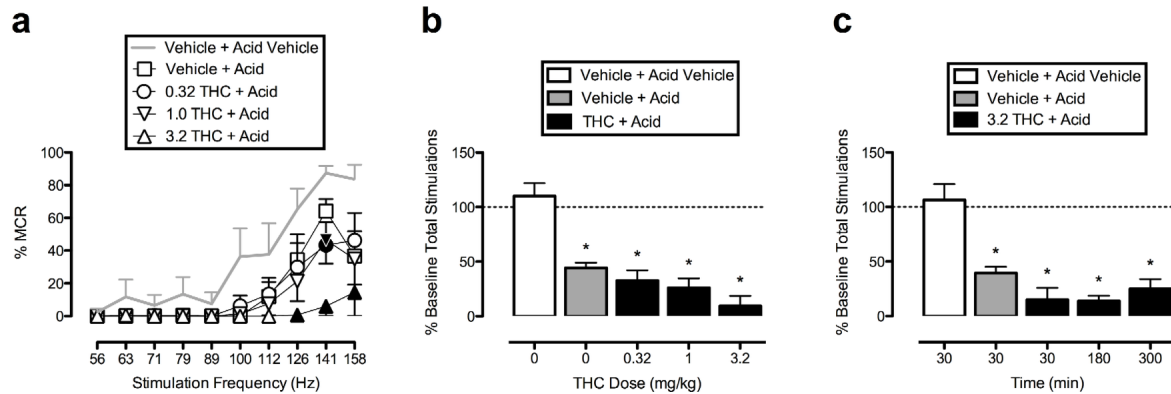 a
Vehicle + Acid Vehicle
Vehicle + Acid
0.32 THC + Acid
1.0 THC + Acid
3.2 THC + Acid
% MCR
100
80
60
40
20
0
56 63 71 79 89 100 112 126 141 158
Stimulation Frequency (Hz)
b
Vehicle + Acid Vehicle
Vehicle + Acid
THC + Acid
% Baseline Total Stimulations
150
100
50
0
* * * *
0 0 0.32 1 3.2
THC Dose (mg/kg)
c
Vehicle + Acid Vehicle
Vehicle + Acid
3.2 THC + Acid
% Baseline Total Stimulations
150
100
50
0
* * * *
30 30 30 180 300
Time (min)